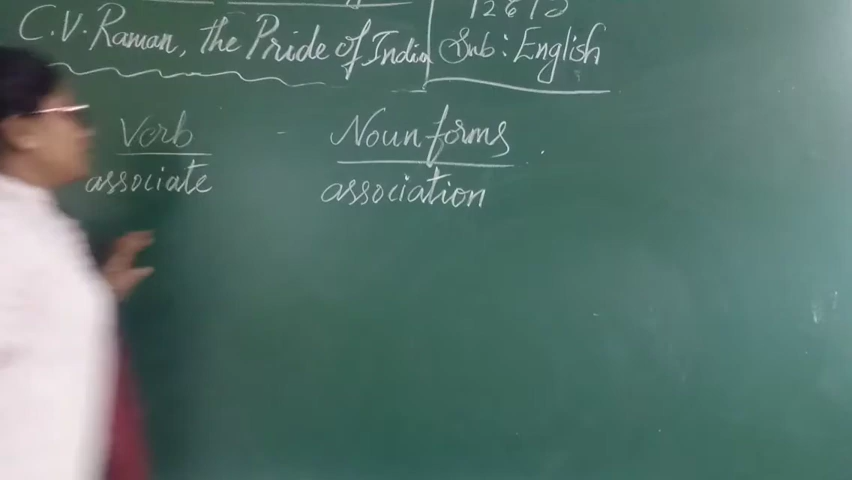 C.V. Raman, the Pride of India
Sub: English
Verb - Noun forms
associate association